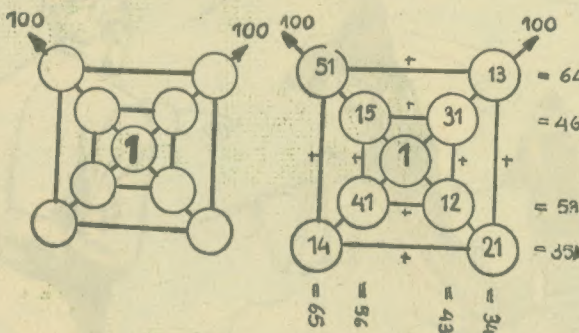 100 100 100 100
51 + 13 = 64
15 + 31 = 46
1 1
+ + + +
41 + 12
14 + 21 = 35
= 65 = 56 = 43 = 34